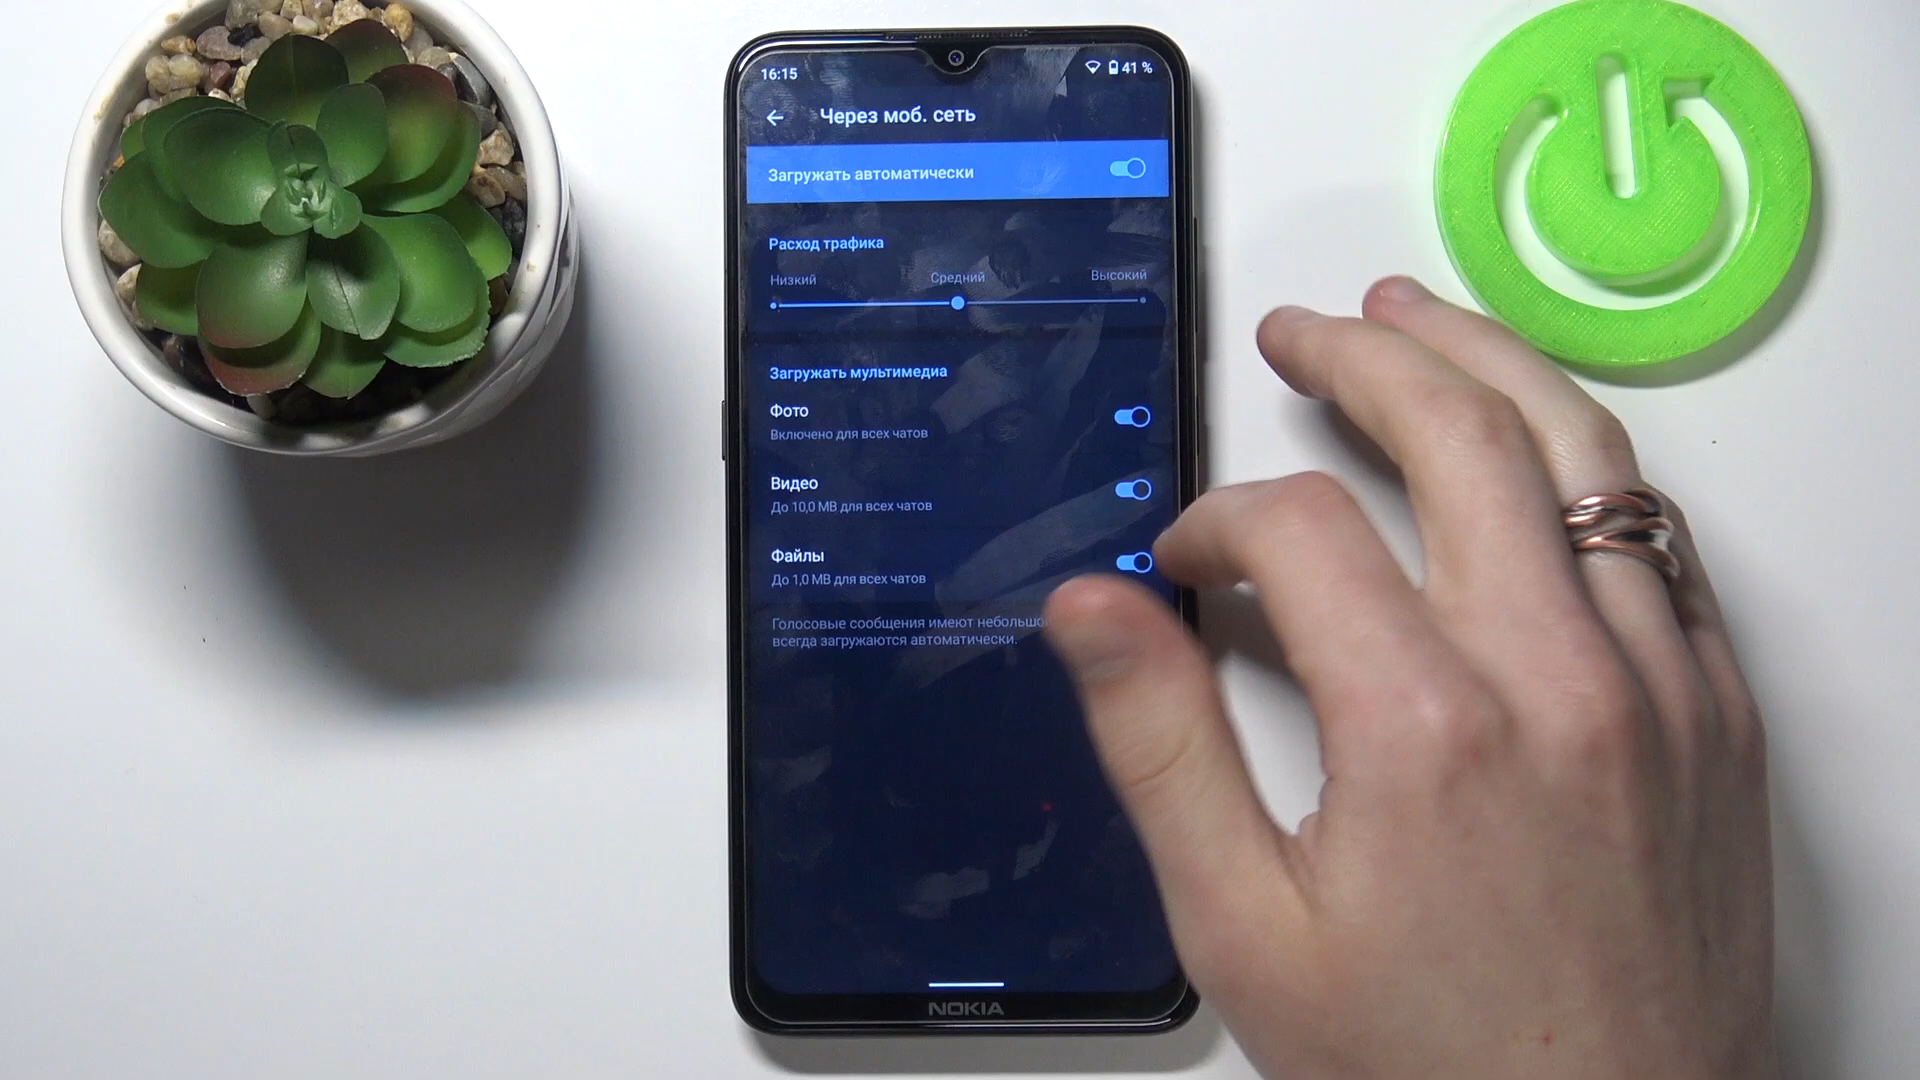 16:15
41 %
Через моб. сеть
Загружать автоматически
Расход трафика
Низкий Средний Высокий
Загружать мультимедиа
Фото
Включено для всех чатов
Видео
До 10,0 MB для всех чатов
Файлы
До 1,0 MB для всех чатов
Голосовые сообщения имеют
всегда загружаются автоматически.
NOKIA